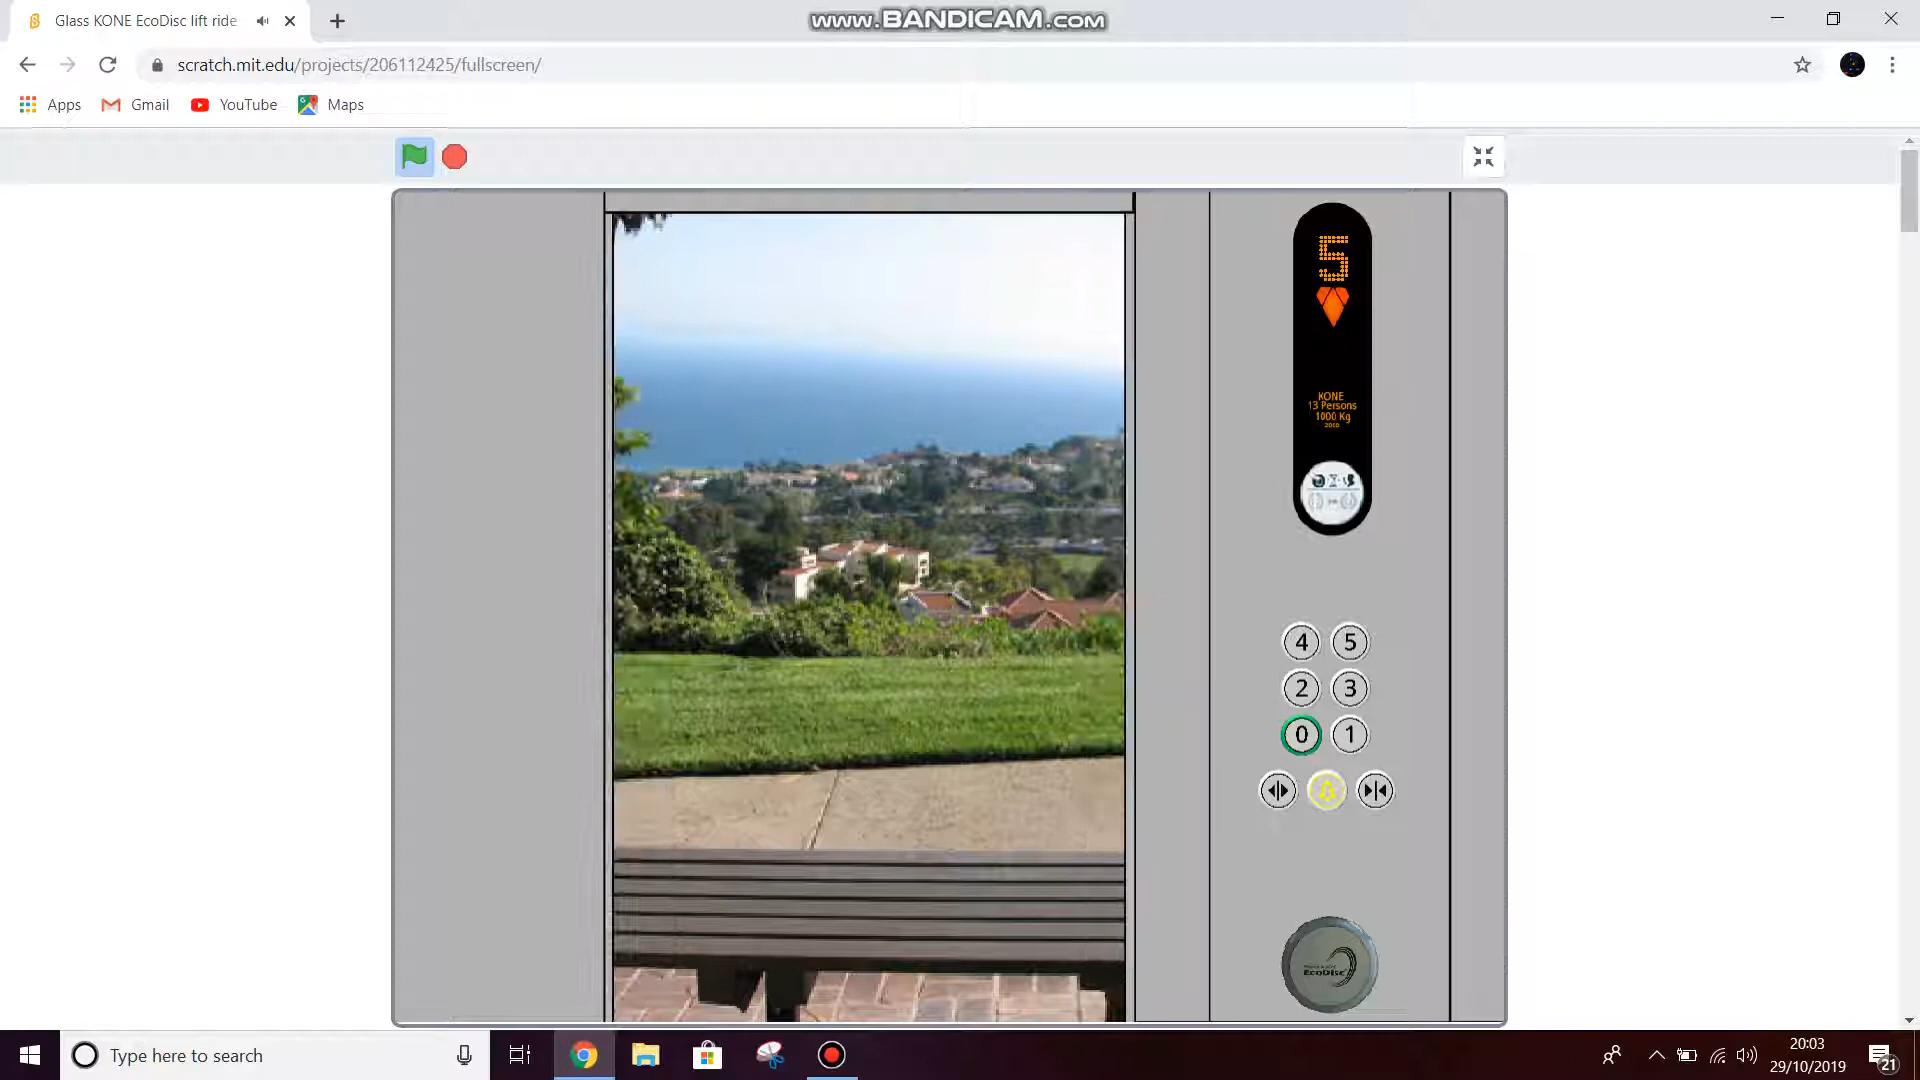 Glass KONE EcoDisc lift ride
www.BANDICAM.com
scratch.mit.edu/projects/206112425/fullscreen/
Apps
Gmail
YouTube
Maps
5
KONE
13 Persons
1000 Kg
4 5
2 3
0 1
EcoDisc
Type here to search
20:03
29/10/2019
21